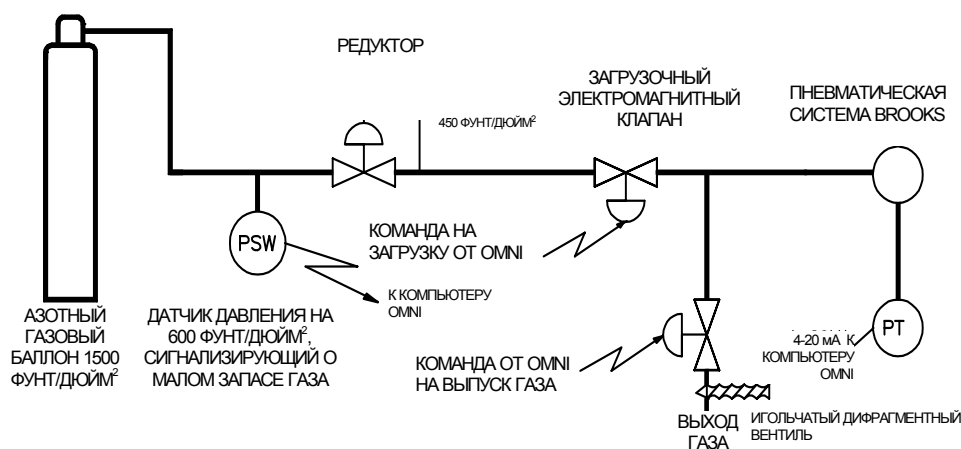 РЕДУКТОР
ЗАГРУЗОЧНЫЙ
ЭЛЕКТРОМАГНИТНЫЙ
КЛАПАН
ПНЕВМАТИЧЕСКАЯ
СИСТЕМА BROOKS
450 ФУНТ/ДЮЙМ²
PSW
КОМАНДА НА
ЗАГРУЗКУ ОТ OMNI
К КОМПЬЮТЕРУ
OMNI
АЗОТНЫЙ
ГАЗОВЫЙ
БАЛЛОН 1500
ФУНТ/ДЮЙМ²
ДАТЧИК ДАВЛЕНИЯ НА
600 ФУНТ/ДЮЙМ²,
СИГНАЛИЗИРУЮЩИЙ О
МАЛОМ ЗАПАСЕ ГАЗА
КОМАНДА ОТ OMNI
НА ВЫПУСК ГАЗА
PT
4-20 мА К
КОМПЬЮТЕРУ
OMNI
ВЫХОД
ГАЗА
ИГОЛЬЧАТЫЙ ДИФРАГМЕНТНЫЙ
ВЕНТИЛЬ